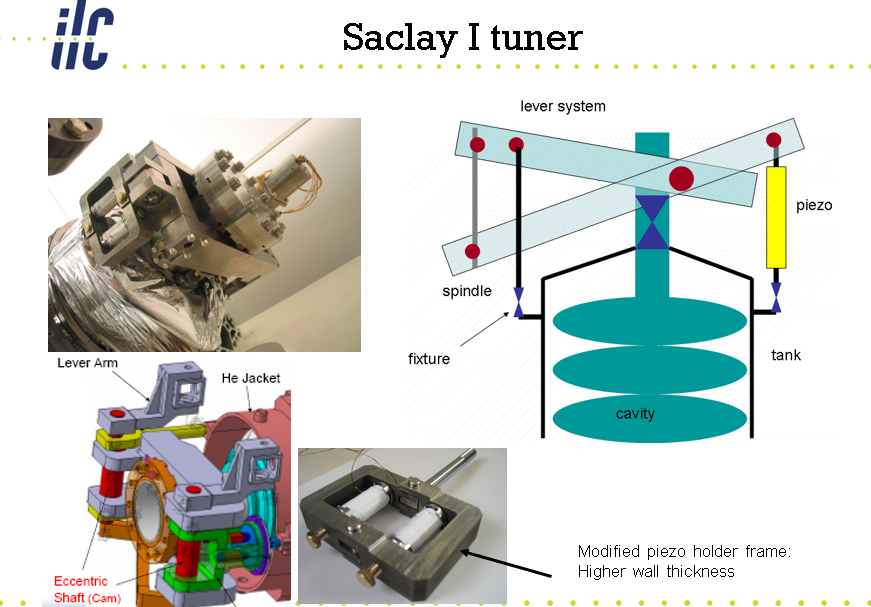 ilc
Saclay I tuner
lever system
piezo
spindle
fixture
tank
cavity
Lever Arm
He Jacket
Eccentric
Shaft (Cam)
Modified piezo holder frame:
Higher wall thickness